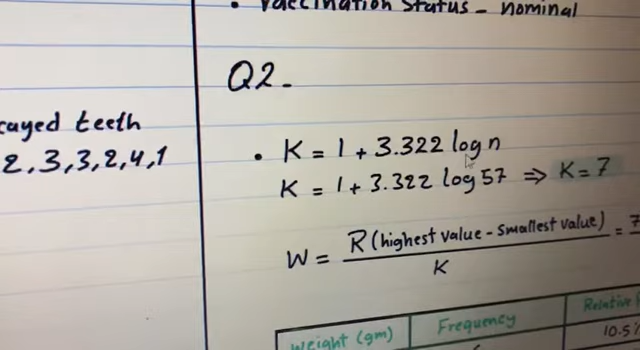 • Vaccination Status - nominal
Q2-
cayed teeth
2,3,3,2,4,1
• K = 1 + 3.322 log n
K = 1 + 3.322 log 57 ⇒ K = 7
W = R (highest value - smallest value) / K = 7
Weight (gm) Frequency Relative
10.5%